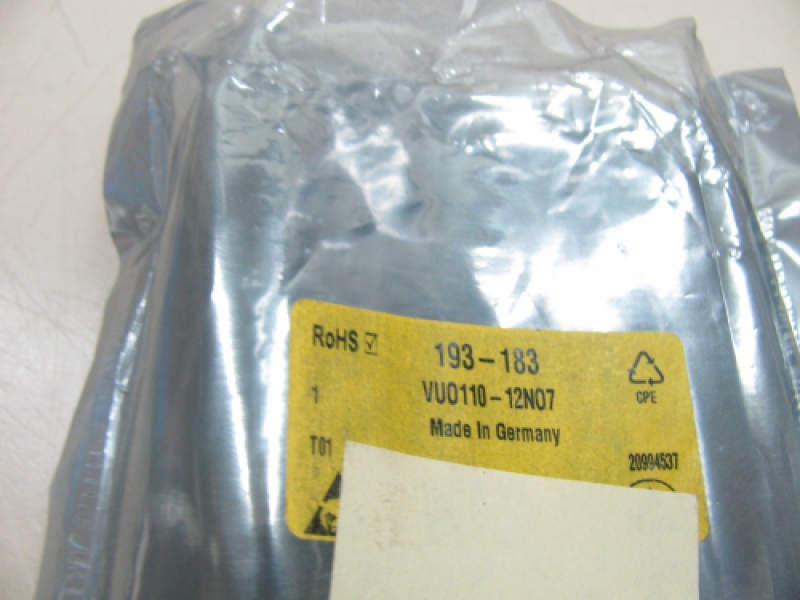 RoHS
193-183
1
VUO110-12NO7
CPE
Made In Germany
T01
20994537